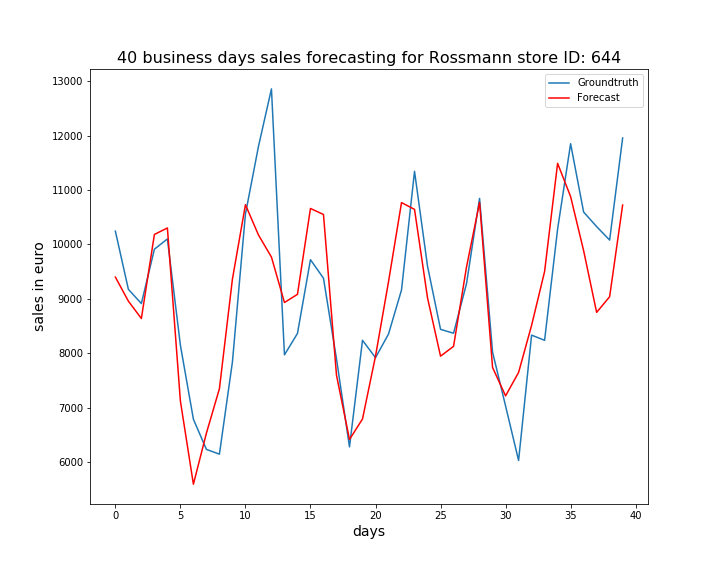 40 business days sales forecasting for Rossmann store ID: 644
Groundtruth
Forecast
13000
12000
11000
10000
9000
8000
7000
6000
sales in euro
0 5 10 15 20 25 30 35 40
days